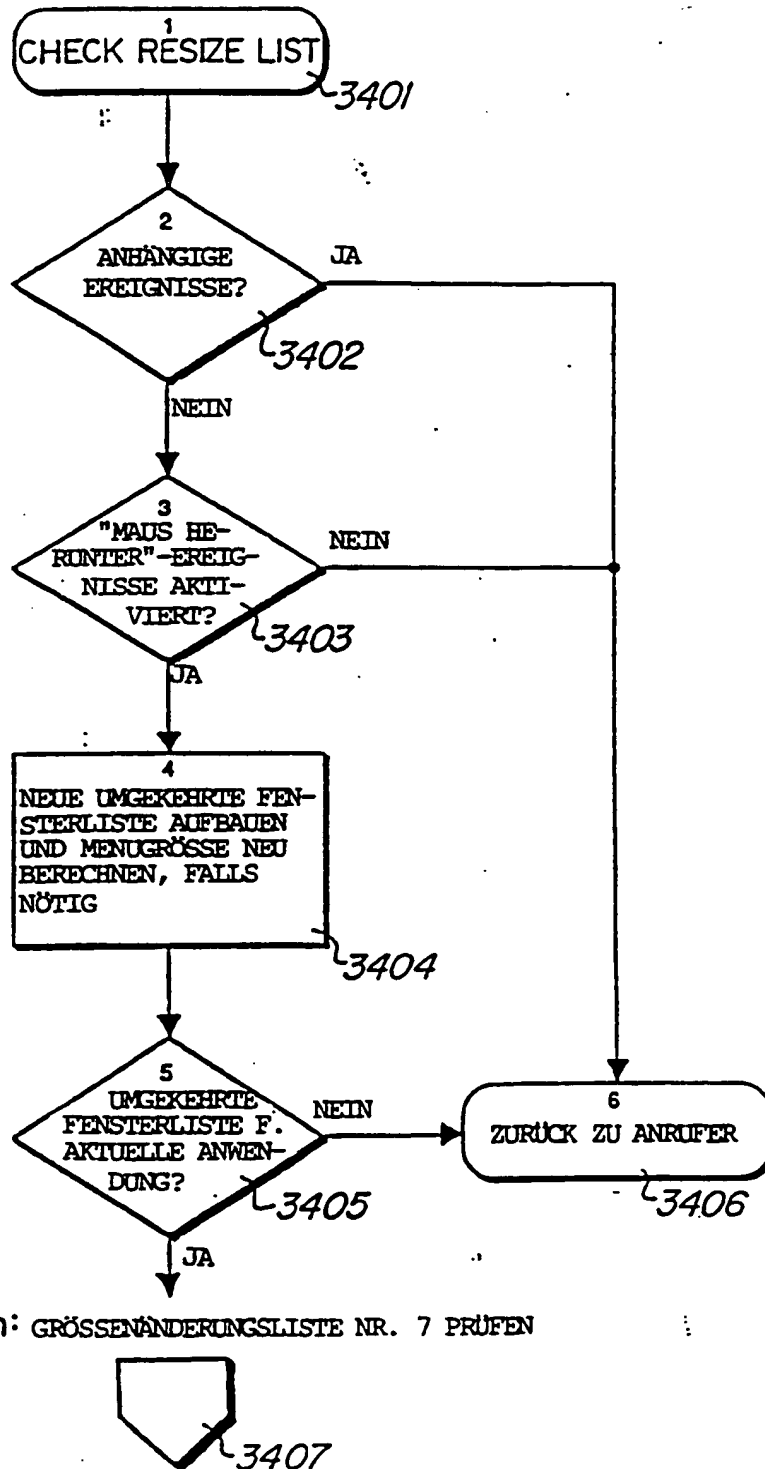 1
CHECK RESIZE LIST
3401
2
ANHÄNGIGE
EREIGNISSE?
JA
3402
NEIN
3
"MAUS HE-
RUNTER"-EREIG-
NISSE AKTI-
VIERT?
NEIN
3403
JA
4
NEUE UMGEKEHRTE FEN-
STERLISTE AUFBAUEN
UND MENUGRÖSSE NEU
BERECHNEN, FALLS
NÖTIG
3404
5
UMGEKEHRTE
FENSTERLISTE F.
AKTUELLE ANWEN-
DUNG?
NEIN
3405
6
ZURÜCK ZU ANRUFER
3406
JA
GRÖSSENÄNDERUNGSLISTE NR. 7 PRÜFEN
3407